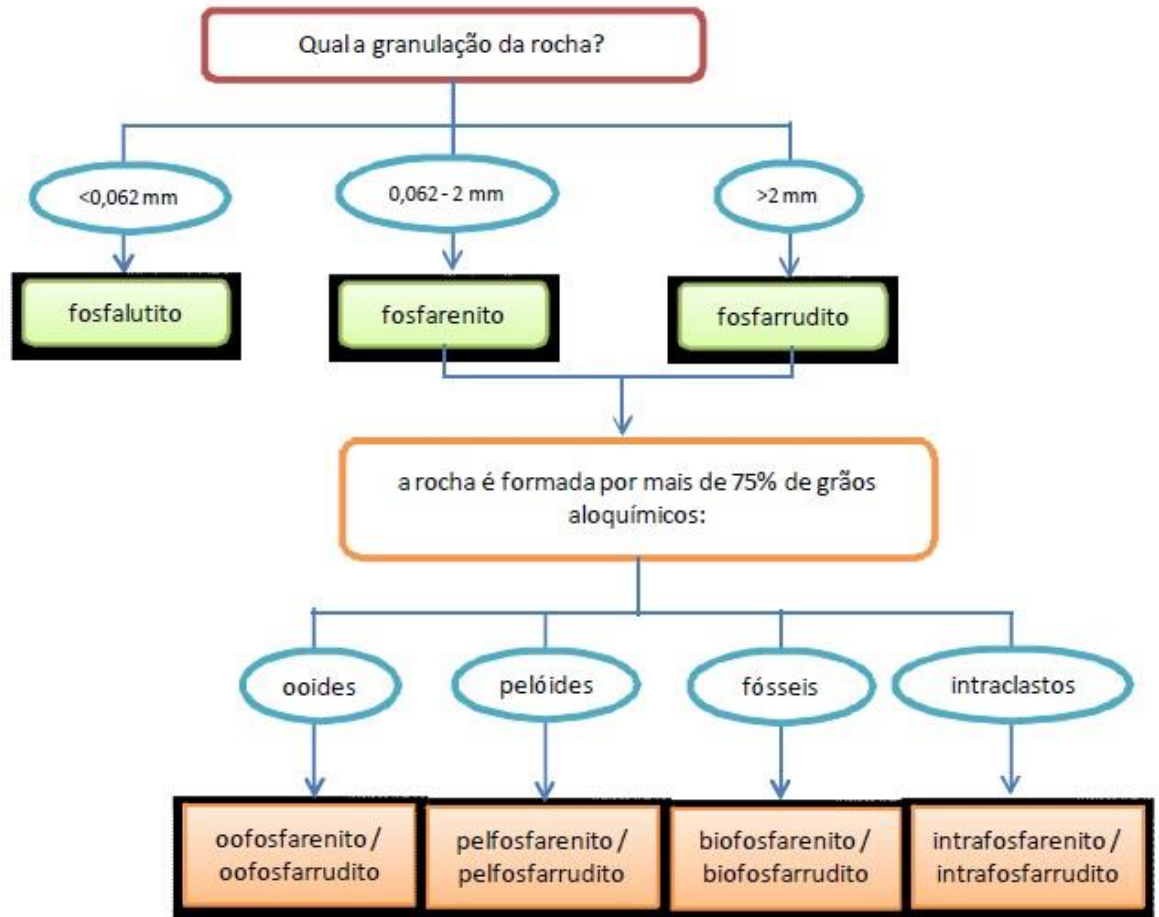 Qual a granulação da rocha?
<0,062 mm
0,062 - 2 mm
>2 mm
fosfalutito
fosfarenito
fosfarrudito
a rocha é formada por mais de 75% de grãos
aloquímicos:
ooides
pelóides
fósseis
intraclastos
oofosfarenito /
oofosfarrudito
pelfosfarenito /
pelfosfarrudito
biofosfarenito /
biofosfarrudito
intrafosfarenito /
intrafosfarrudito